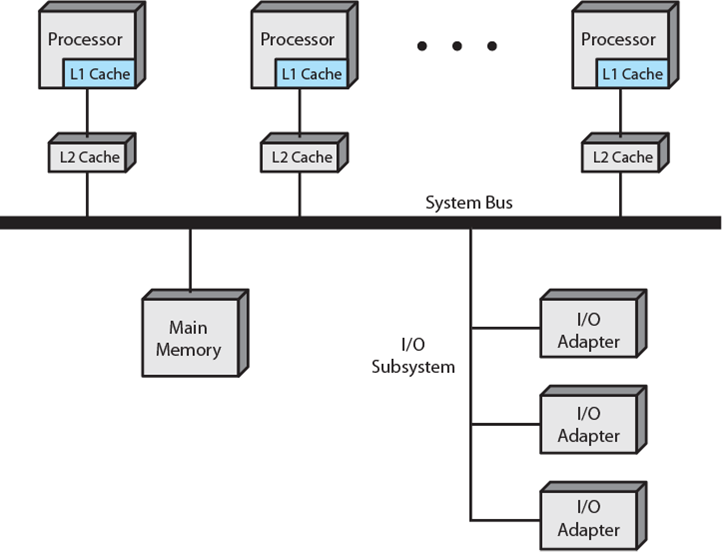 Processor
L1 Cache
Processor
L1 Cache
Processor
L1 Cache
L2 Cache
L2 Cache
L2 Cache
System Bus
Main
Memory
I/O
Subsystem
I/O
Adapter
I/O
Adapter
I/O
Adapter